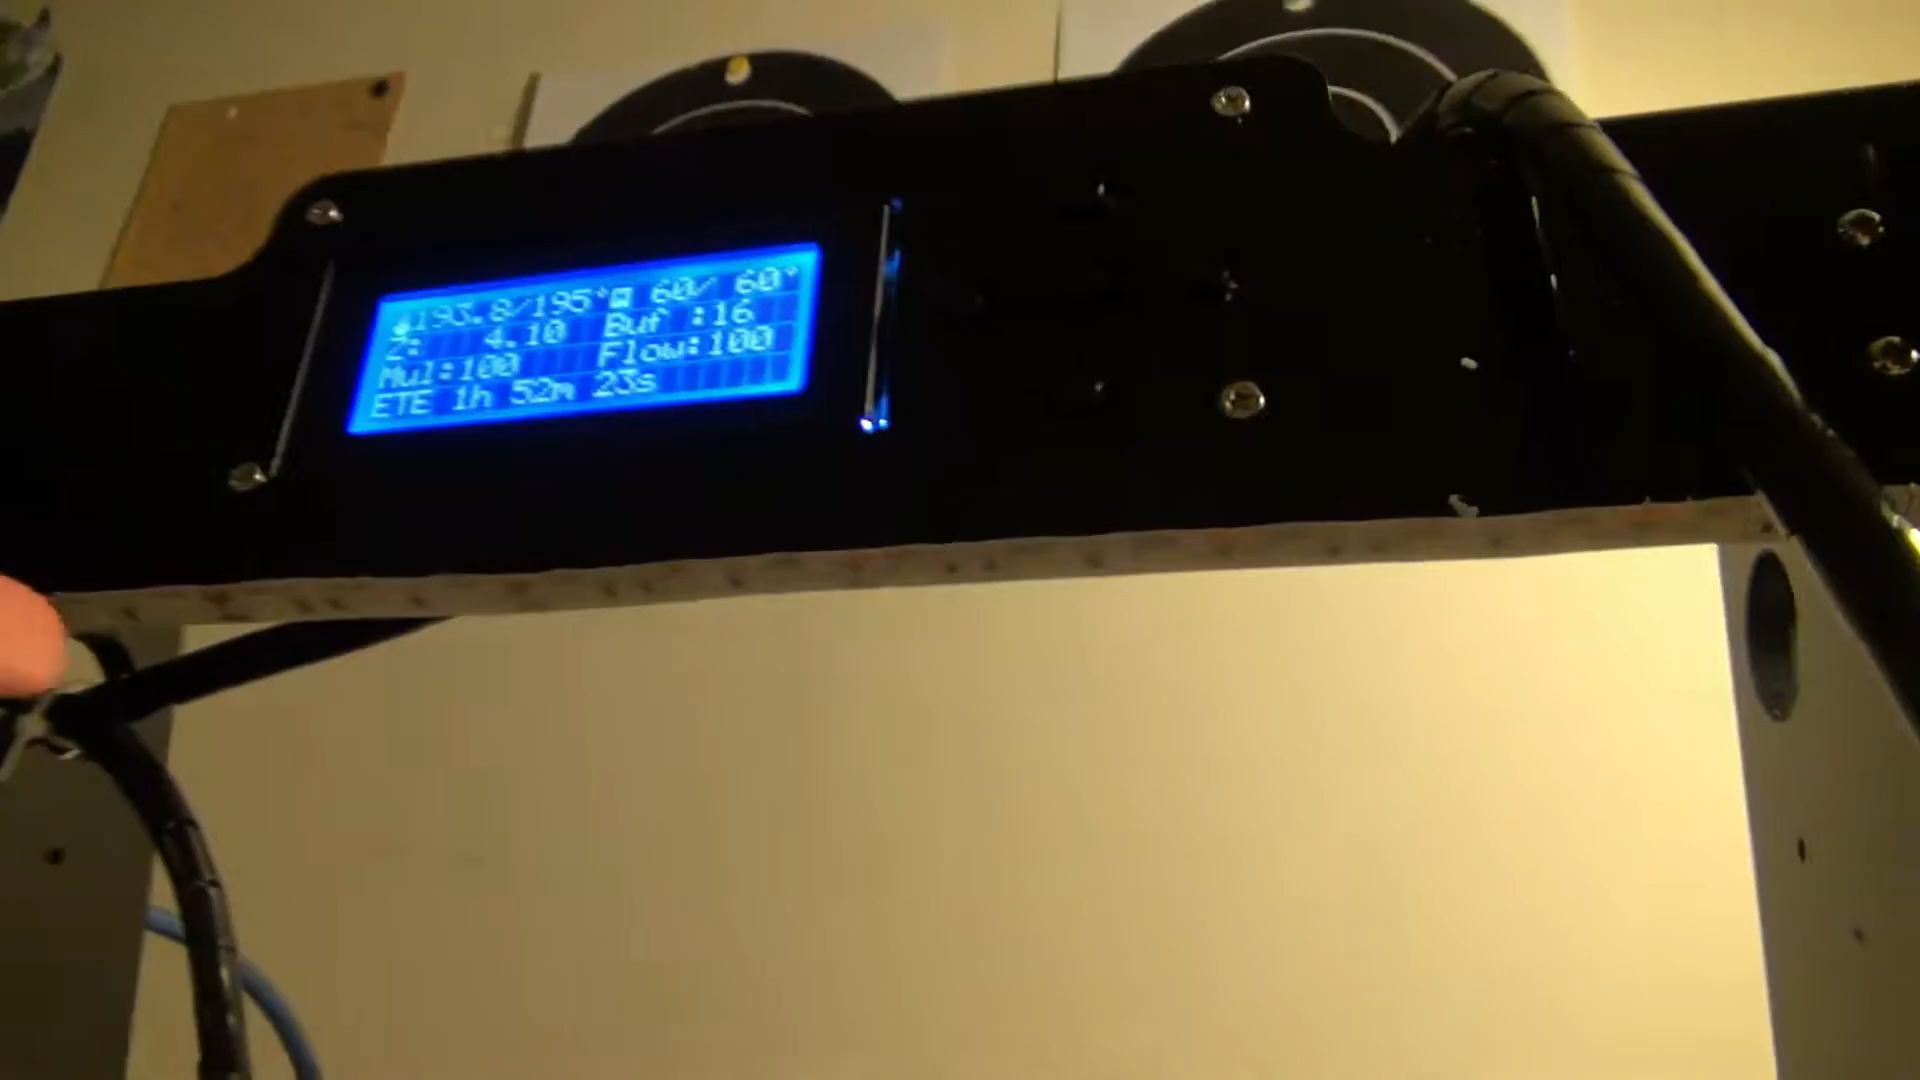 193.8/195° 60/ 60°
Z: 4.10 Buf :16
Mul:100 Flow:100
ETE 1h 52m 23s